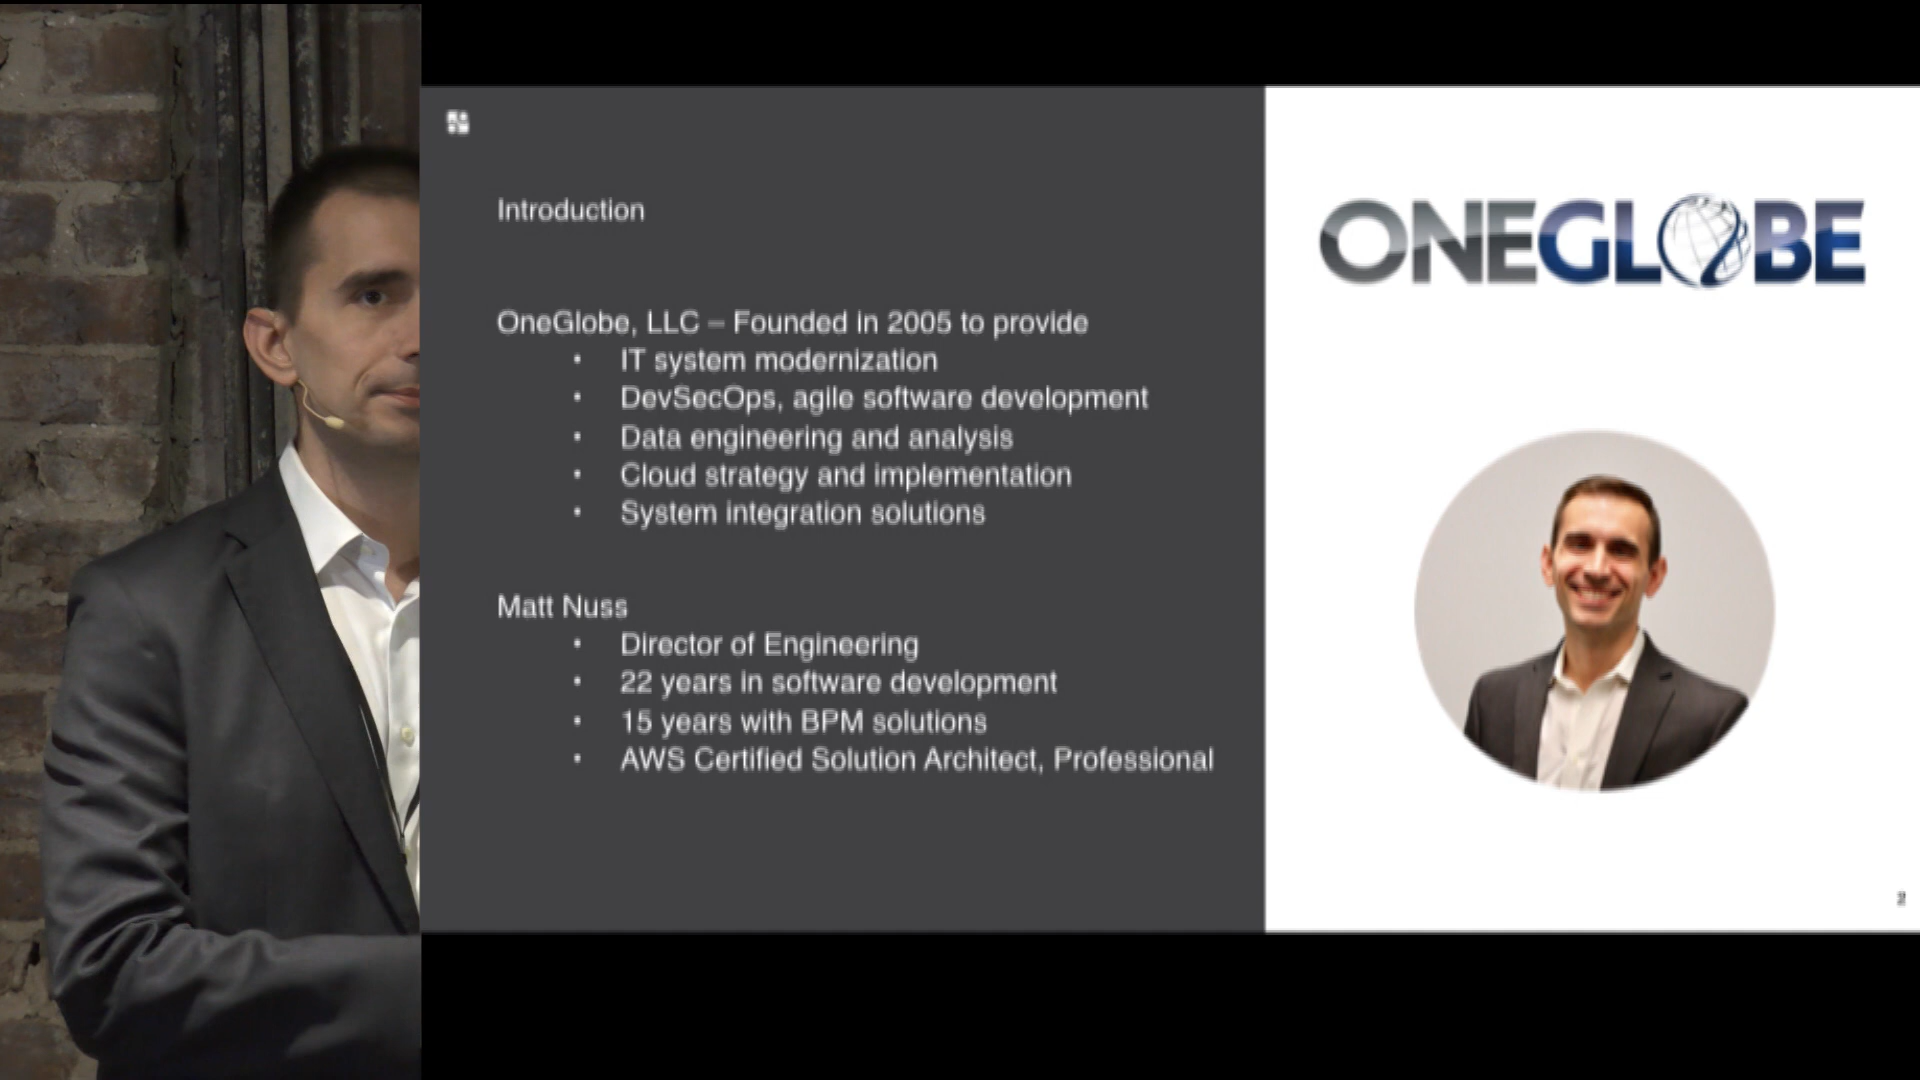 Introduction
OneGlobe, LLC – Founded in 2005 to provide
• IT system modernization
• DevSecOps, agile software development
• Data engineering and analysis
• Cloud strategy and implementation
• System integration solutions
Matt Nuss
• Director of Engineering
• 22 years in software development
• 15 years with BPM solutions
• AWS Certified Solution Architect, Professional
ONEGLOBE